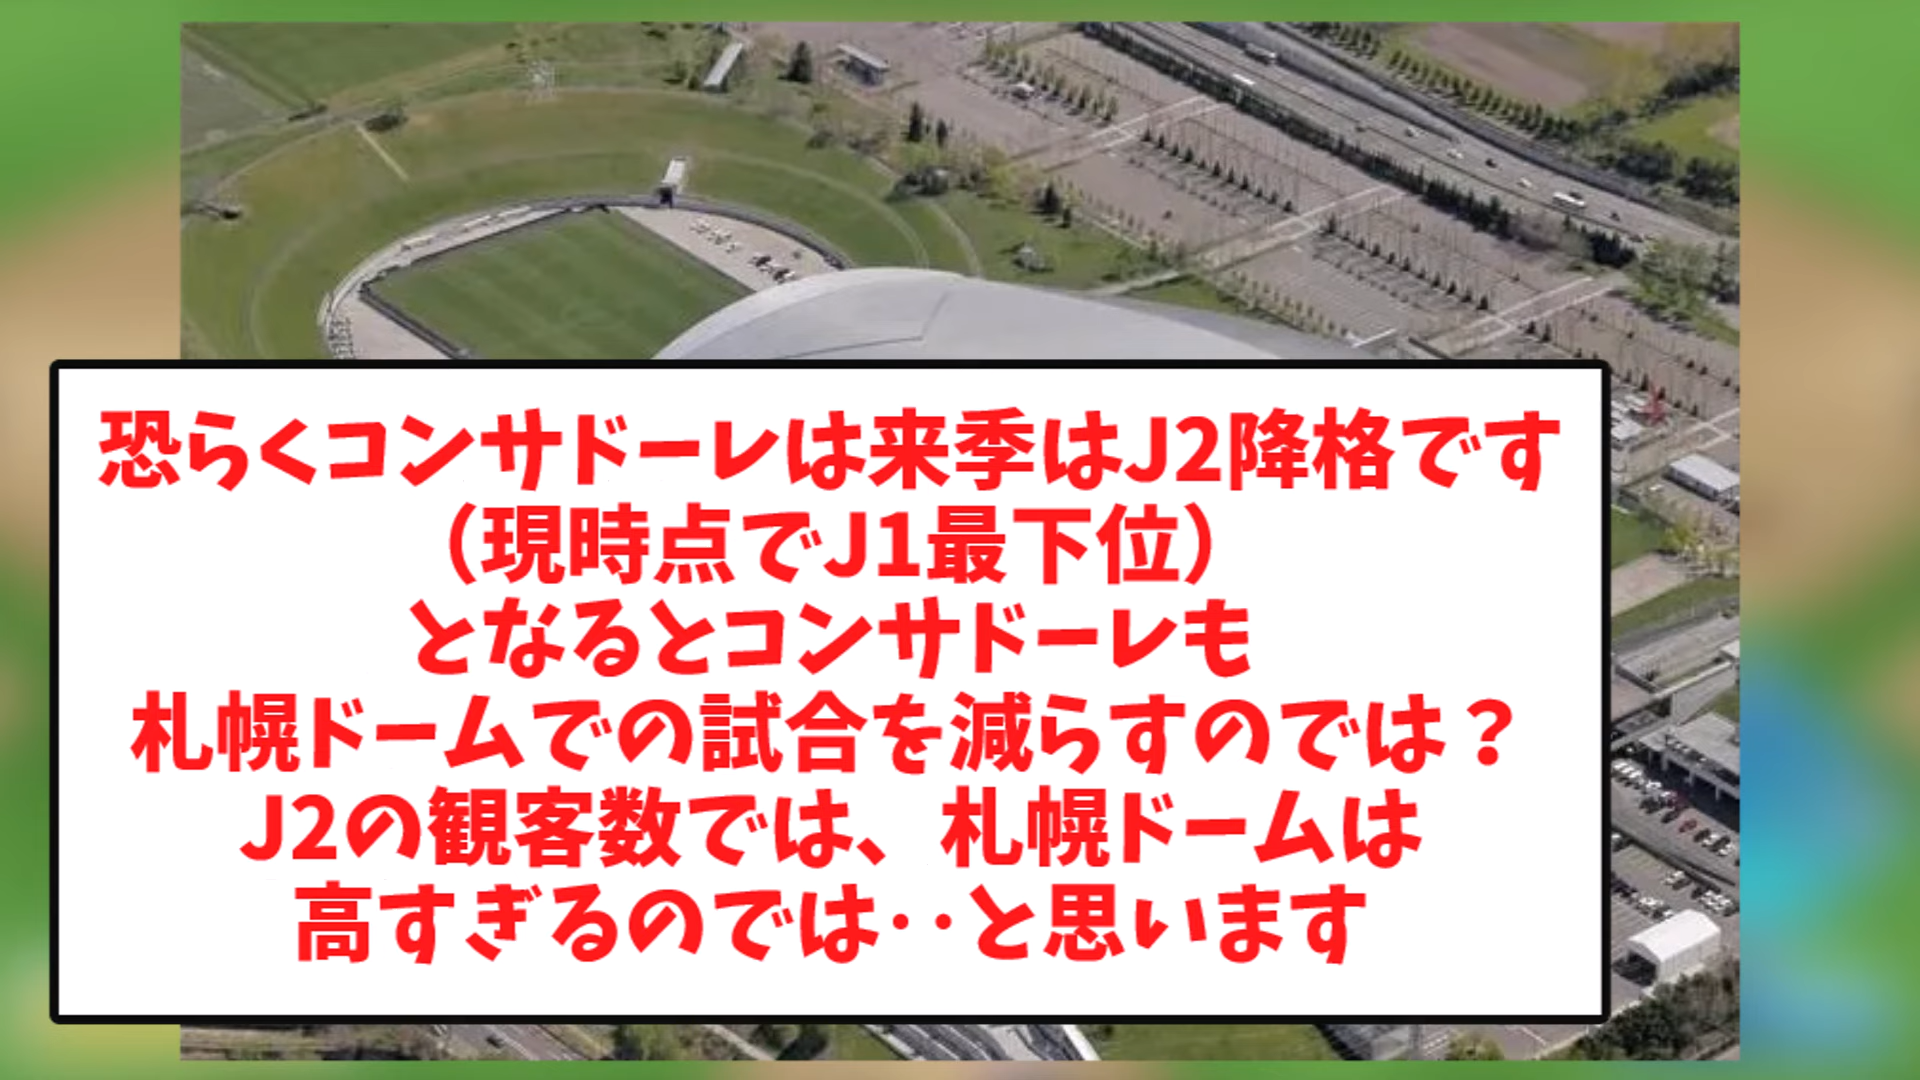 恐らくコンサドーレは来季はJ2降格です
（現時点でJ1最下位）
となるとコンサドーレも
札幌ドームでの試合を減らすのでは？
J2の観客数では、札幌ドームは
高すぎるのでは‥と思います